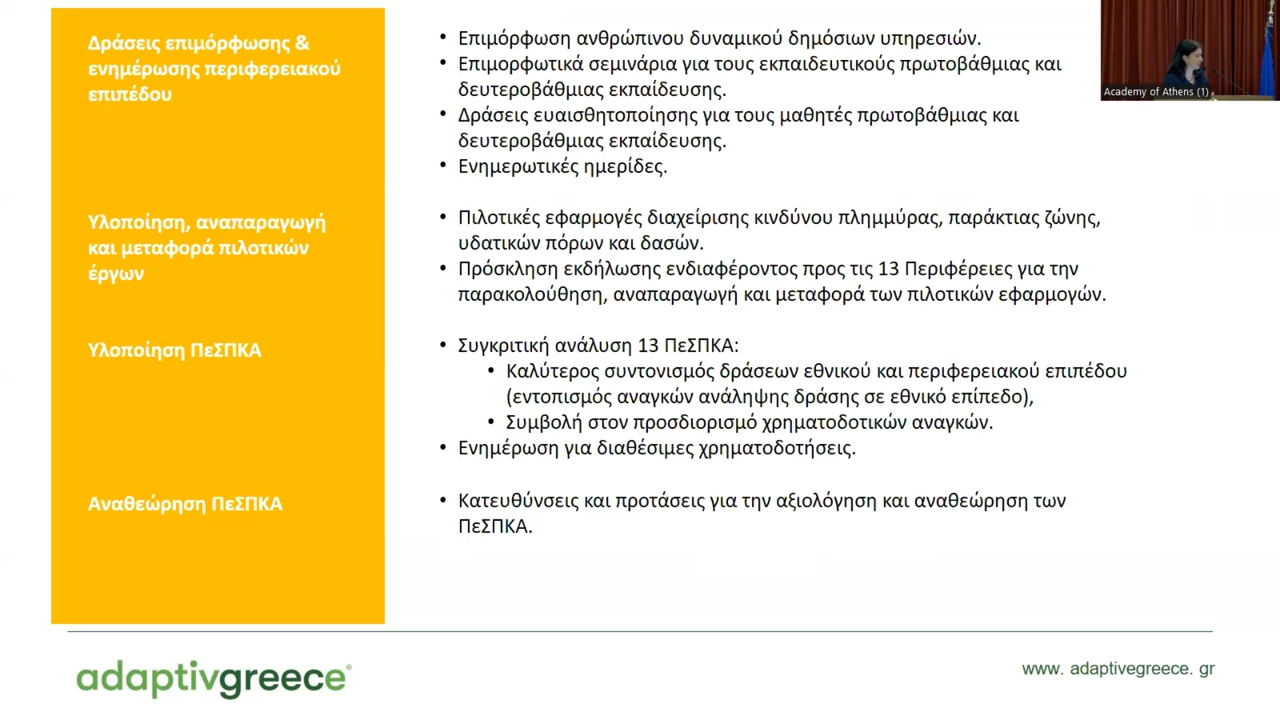 Δράσεις επιμόρφωσης &
ενημέρωσης περιφερειακού
επιπέδου
• Επιμόρφωση ανθρώπινου δυναμικού δημόσιων υπηρεσιών.
• Επιμορφωτικά σεμινάρια για τους εκπαιδευτικούς πρωτοβάθμιας και
δευτεροβάθμιας εκπαίδευσης.
• Δράσεις ευαισθητοποίησης για τους μαθητές πρωτοβάθμιας και
δευτεροβάθμιας εκπαίδευσης.
• Ενημερωτικές ημερίδες.
Υλοποίηση, αναπαραγωγή
και μεταφορά πιλοτικών
έργων
• Πιλοτικές εφαρμογές διαχείρισης κινδύνου πλημμύρας, παράκτιας ζώνης,
υδατικών πόρων και δασών.
• Πρόσκληση εκδήλωσης ενδιαφέροντος προς τις 13 Περιφέρειες για την
παρακολούθηση, αναπαραγωγή και μεταφορά των πιλοτικών εφαρμογών.
Υλοποίηση ΠεΣΠΚΑ
• Συγκριτική ανάλυση 13 ΠεΣΠΚΑ:
• Καλύτερος συντονισμός δράσεων εθνικού και περιφερειακού επιπέδου
(εντοπισμός αναγκών ανάληψης δράσης σε εθνικό επίπεδο),
• Συμβολή στον προσδιορισμό χρηματοδοτικών αναγκών.
• Ενημέρωση για διαθέσιμες χρηματοδοτήσεις.
Αναθεώρηση ΠεΣΠΚΑ
• Κατευθύνσεις και προτάσεις για την αξιολόγηση και αναθεώρηση των
ΠεΣΠΚΑ.
Academy of Athens (1)
adaptivgreece
www. adaptivegreece. gr